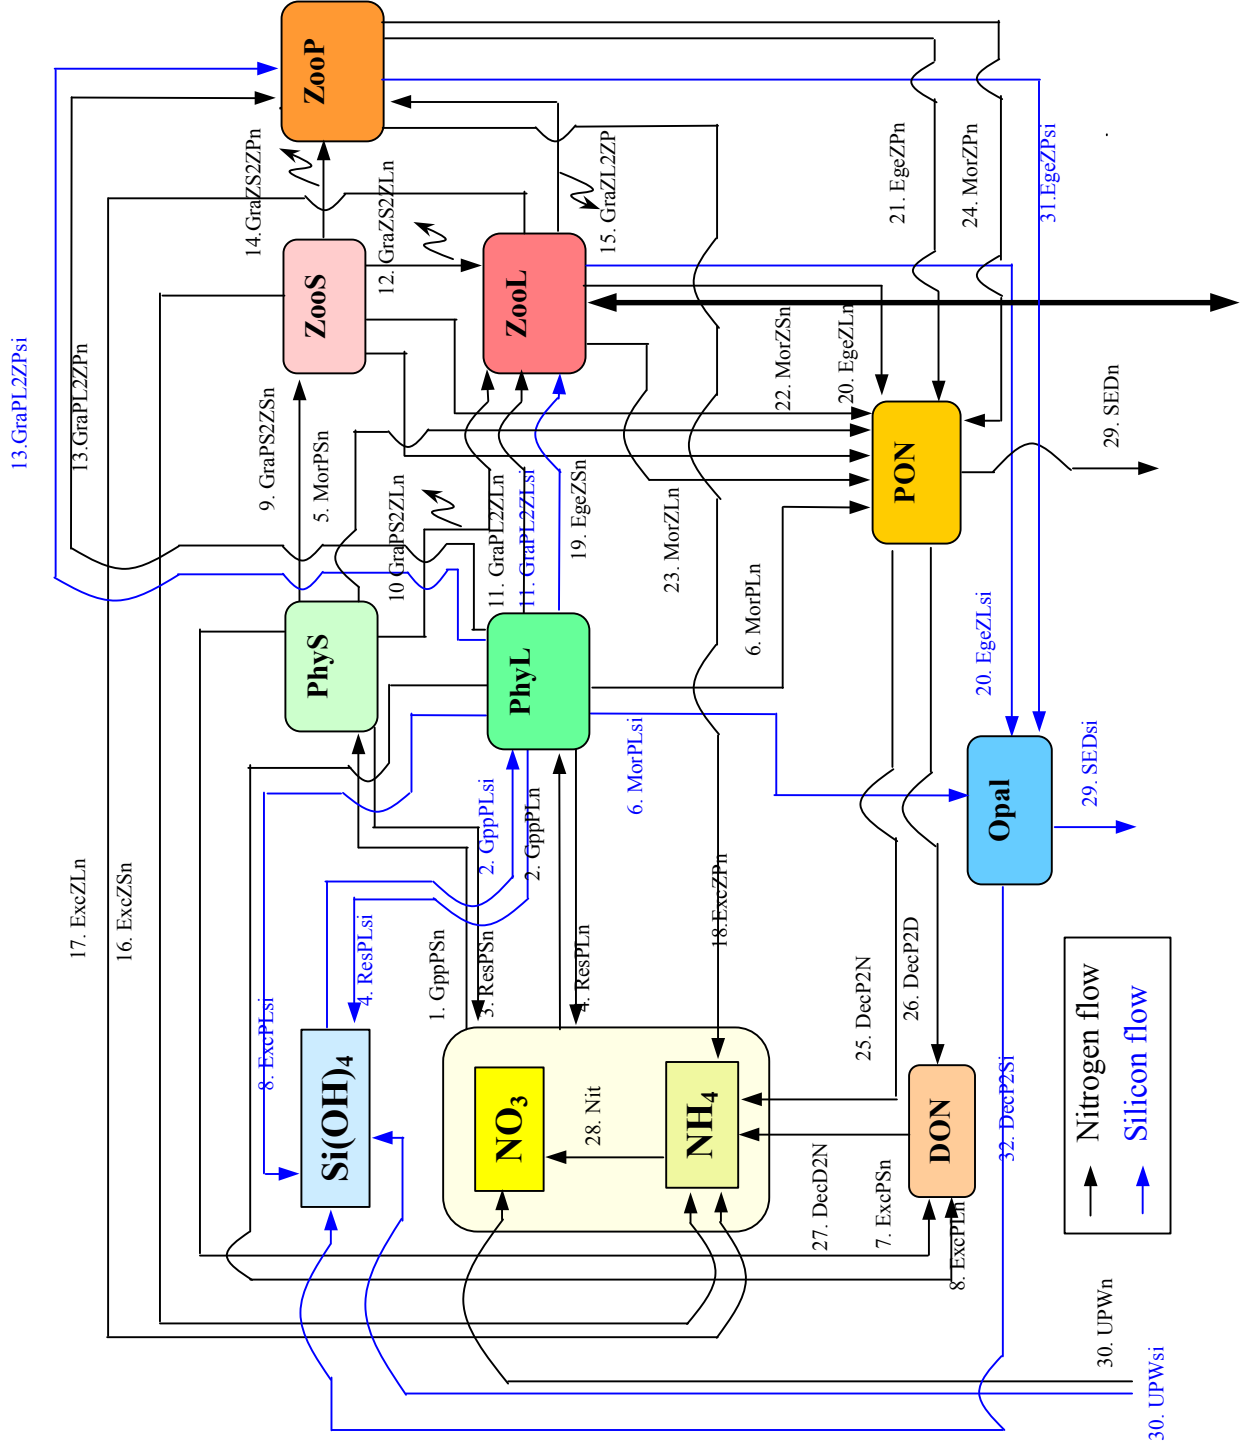 13.GraPL2ZPsi
13.GraPL2ZPn
17. ExcZLn
16. ExcZSn
14.GraZS2ZPn
ZooP
12. GraZS2ZLn
ZooS
15. GraZL2ZP
ZooL
9. GraPS2ZSn
5. MorPSn
10 GraPS2ZLn
11. GraPL2ZLn
11. GraPL2ZLsi
19. EgeZSn
23. MorZLn
22. MorZSn
20. EgeZLn
21. EgeZPn
24. MorZPn
31.EgeZPsi
PhyS
PhyL
6. MorPLn
6. MorPLsi
PON
29. SEDn
20. EgeZLsi
29. SEDsi
Opal
2. GppPLsi
2. GppPLn
1. GppPSn
3. ResPSn
4. ResPLsi
4. ResPLn
8. ExcPLsi
18.ExcZPn
Si(OH)4
NO3
28. Nit
NH4
25. DecP2N
26. DecP2D
27. DecD2N
7. ExcPSn
8. ExcPLn
DON
32. DecP2Si
Nitrogen flow
Silicon flow
30. UPWn
30. UPWsi